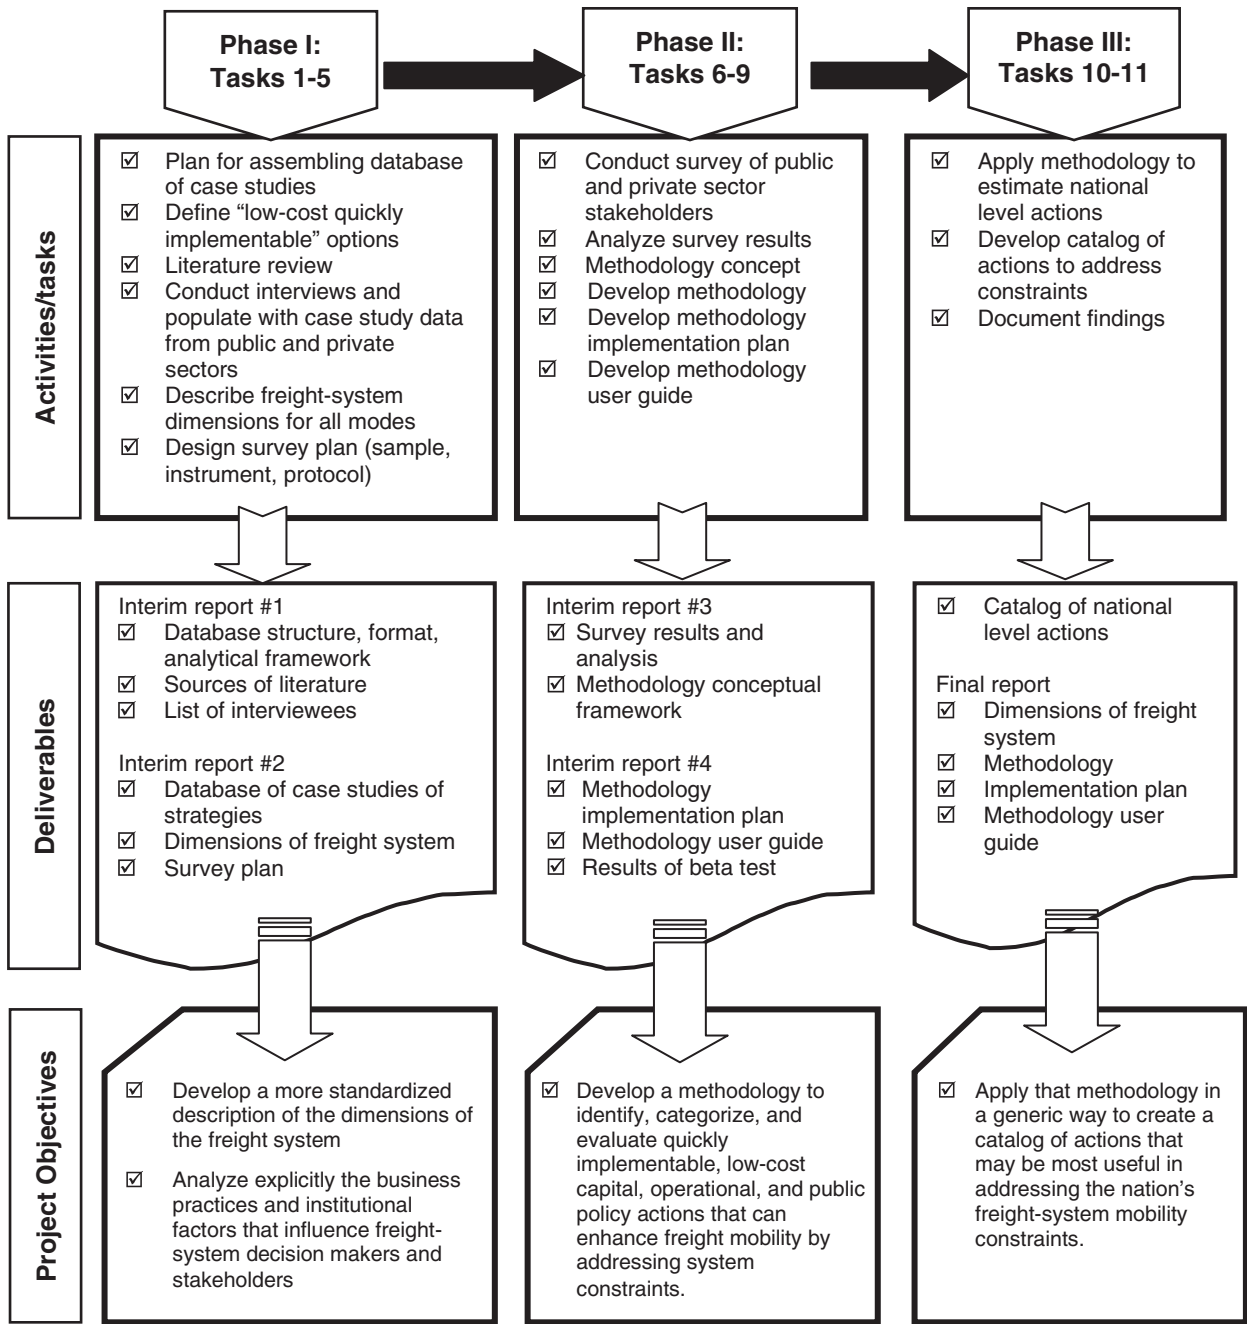 Phase I:
Tasks 1-5
Phase II:
Tasks 6-9
Phase III:
Tasks 10-11
Activities/tasks
Plan for assembling database
of case studies
Define “low-cost quickly
implementable” options
Literature review
Conduct interviews and
populate with case study data
from public and private
sectors
Describe freight-system
dimensions for all modes
Design survey plan (sample,
instrument, protocol)
Conduct survey of public
and private sector
stakeholders
Analyze survey results
Methodology concept
Develop methodology
Develop methodology
implementation plan
Develop methodology
user guide
Apply methodology to
estimate national
level actions
Develop catalog of
actions to address
constraints
Document findings
Deliverables
Interim report #1
Database structure, format,
analytical framework
Sources of literature
List of interviewees
Interim report #2
Database of case studies of
strategies
Dimensions of freight system
Survey plan
Interim report #3
Survey results and
analysis
Methodology conceptual
framework
Interim report #4
Methodology
implementation plan
Methodology user guide
Results of beta test
Catalog of national
level actions
Final report
Dimensions of freight
system
Methodology
Implementation plan
Methodology user
guide
Project Objectives
Develop a more standardized
description of the dimensions of
the freight system
Analyze explicitly the business
practices and institutional
factors that influence freight-
system decision makers and
stakeholders
Develop a methodology to
identify, categorize, and
evaluate quickly
implementable, low-cost
capital, operational, and public
policy actions that can
enhance freight mobility by
addressing system
constraints.
Apply that methodology in
a generic way to create a
catalog of actions that
may be most useful in
addressing the nation’s
freight-system mobility
constraints.